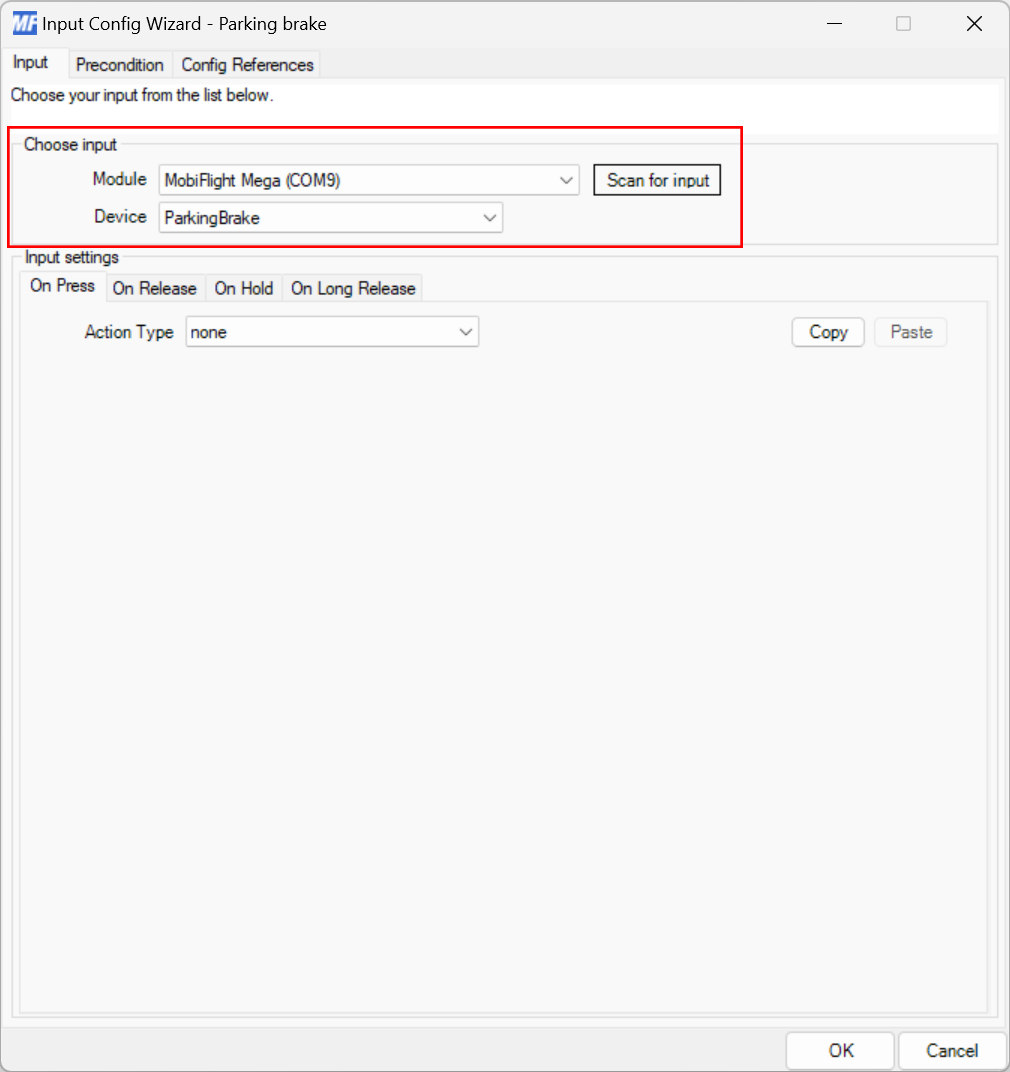 MF Input Config Wizard - Parking brake
Input Precondition Config References
Choose your input from the list below.
Choose input
Module MobiFlight Mega (COM9) Scan for input
Device ParkingBrake
Input settings
On Press On Release On Hold On Long Release
Action Type none Copy Paste
OK Cancel